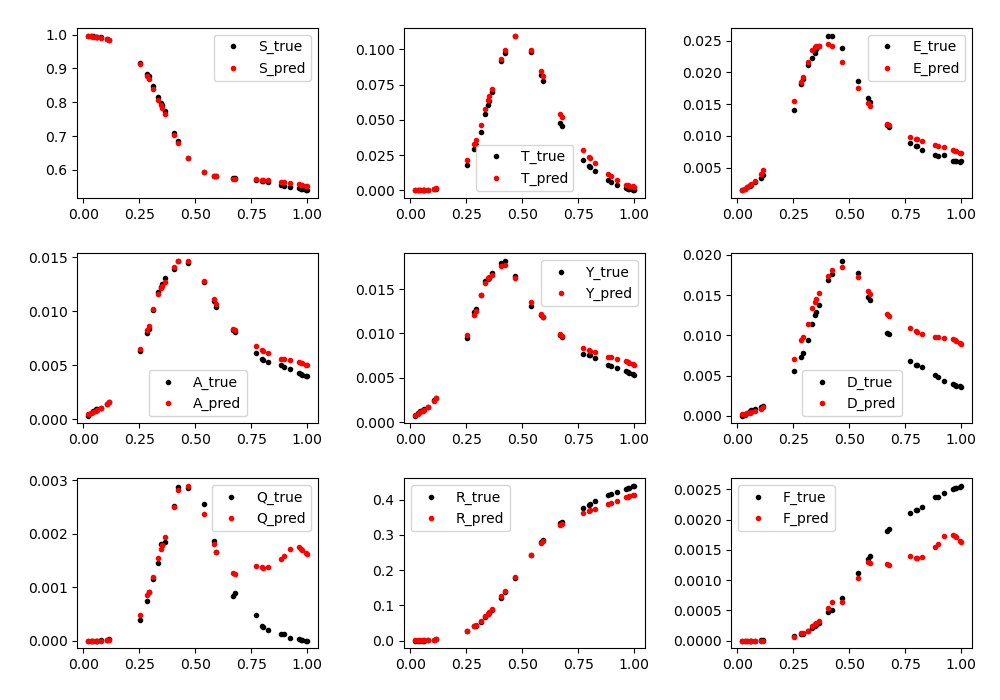 1.0
0.9
0.8
0.7
0.6
S_true
S_pred
0.00 0.25 0.50 0.75 1.00
0.100
0.075
0.050
0.025
0.000
T_true
T_pred
0.00 0.25 0.50 0.75 1.00
0.025
0.020
0.015
0.010
0.005
E_true
E_pred
0.00 0.25 0.50 0.75 1.00
0.015
0.010
0.005
0.000
A_true
A_pred
0.00 0.25 0.50 0.75 1.00
0.015
0.010
0.005
0.000
Y_true
Y_pred
0.00 0.25 0.50 0.75 1.00
0.020
0.015
0.010
0.005
0.000
D_true
D_pred
0.00 0.25 0.50 0.75 1.00
0.003
0.002
0.001
0.000
Q_true
Q_pred
0.00 0.25 0.50 0.75 1.00
0.4
0.3
0.2
0.1
0.0
R_true
R_pred
0.00 0.25 0.50 0.75 1.00
0.0025
0.0020
0.0015
0.0010
0.0005
0.0000
F_true
F_pred
0.00 0.25 0.50 0.75 1.00